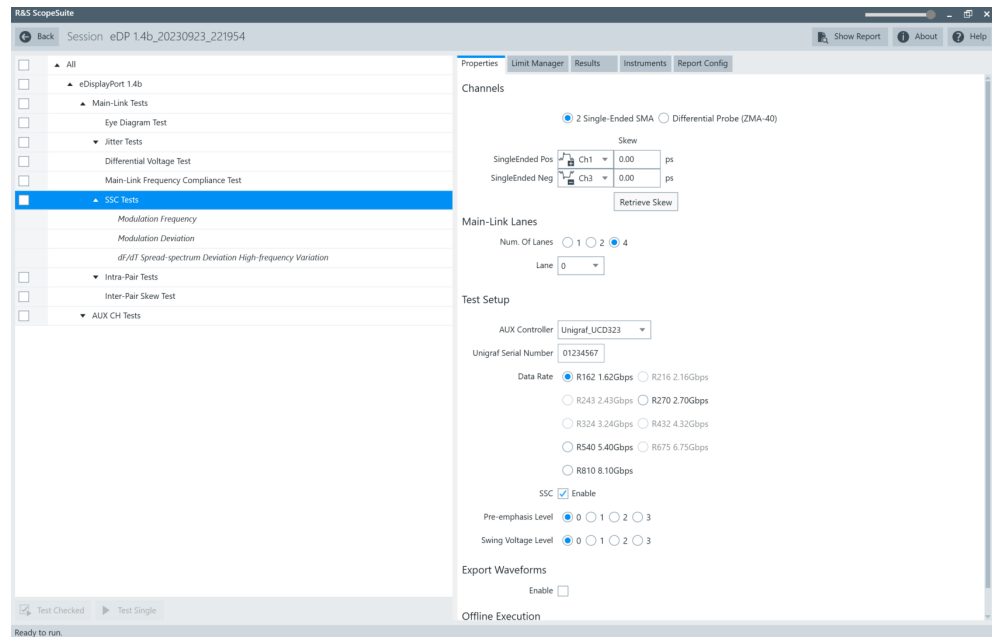 R&S ScopeSuite
Back Session eDP 1.4b_20230923_221954 Show Report About Help
All
eDisplayPort 1.4b
Main-Link Tests
Eye Diagram Test
Jitter Tests
Differential Voltage Test
Main-Link Frequency Compliance Test
SSC Tests
Modulation Frequency
Modulation Deviation
dF/dT Spread-spectrum Deviation High-frequency Variation
Intra-Pair Tests
Inter-Pair Skew Test
AUX CH Tests
Properties Limit Manager Results Instruments Report Config
Channels
2 Single-Ended SMA Differential Probe (ZMA-40)
Skew
SingleEnded Pos Ch1 0.00 ps
SingleEnded Neg Ch3 0.00 ps
Retrieve Skew
Main-Link Lanes
Num. Of Lanes 1 2 4
Lane 0
Test Setup
AUX Controller Unigraf_UCD323
Unigraf Serial Number 01234567
Data Rate R162 1.62Gbps R216 2.16Gbps
R243 2.43Gbps R270 2.70Gbps
R324 3.24Gbps R432 4.32Gbps
R540 5.40Gbps R675 6.75Gbps
R810 8.10Gbps
SSC Enable
Pre-emphasis Level 0 1 2 3
Swing Voltage Level 0 1 2 3
Export Waveforms
Enable
Offline Execution
Test Checked Test Single
Ready to run.